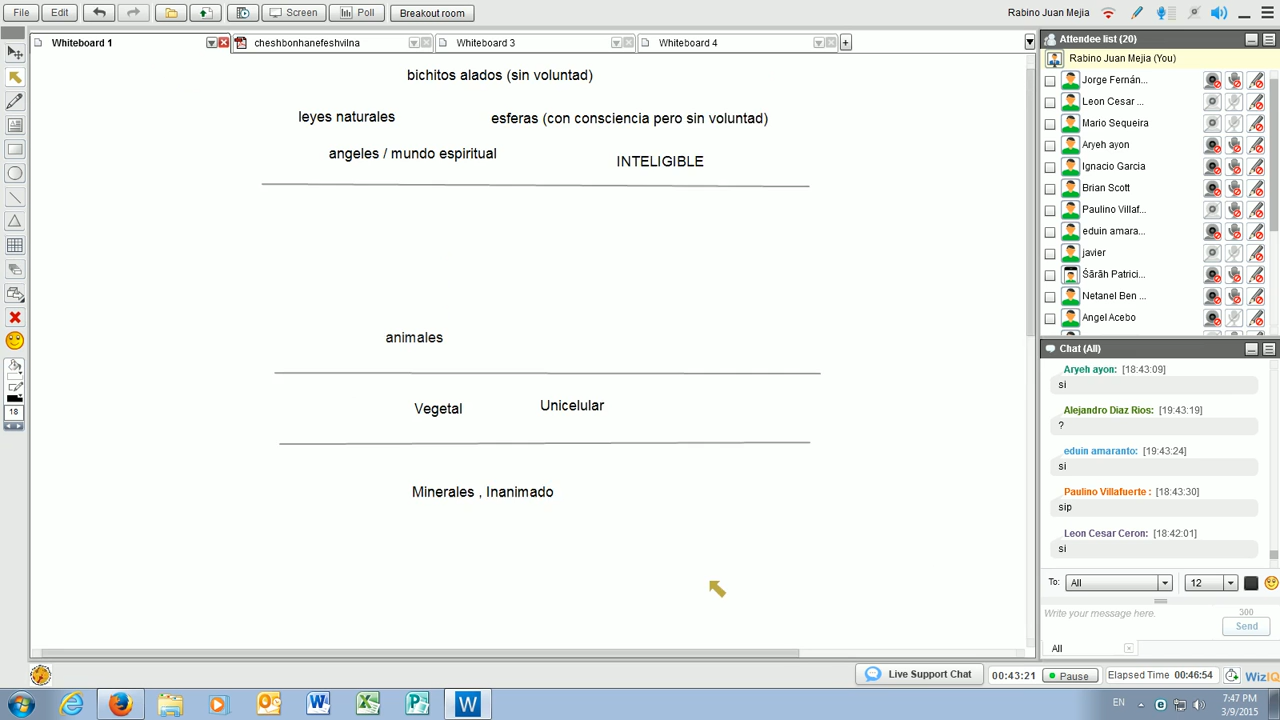 File
Edit
Screen
Poll
Breakout room
Rabino Juan Mejia
Whiteboard 1
cheshbonhanefeshvilna
Whiteboard 3
Whiteboard 4
bichitos alados (sin voluntad)
leyes naturales
esferas (con consciencia pero sin voluntad)
angeles / mundo espiritual
INTELIGIBLE
animales
Vegetal
Unicelular
Minerales , Inanimado
18
Attendee list (20)
Rabino Juan Mejia (You)
Jorge Fernán...
Leon Cesar ...
Mario Sequeira
Aryeh ayon
Ignacio Garcia
Brian Scott
Paulino Villaf...
eduin amara...
javier
Śārāh Patrici...
Netanel Ben ...
Angel Acebo
Chat (All)
Aryeh ayon: [18:43:09]
si
Alejandro Diaz Rios: [19:43:19]
?
eduin amaranto: [19:43:24]
si
Paulino Villafuerte : [18:43:30]
sip
Leon Cesar Ceron: [18:42:01]
si
To: All 12
Write your message here. 300
Send
All
Live Support Chat
00:43:21 Pause
Elapsed Time 00:46:54
WizIQ
EN
7:47 PM
3/9/2015